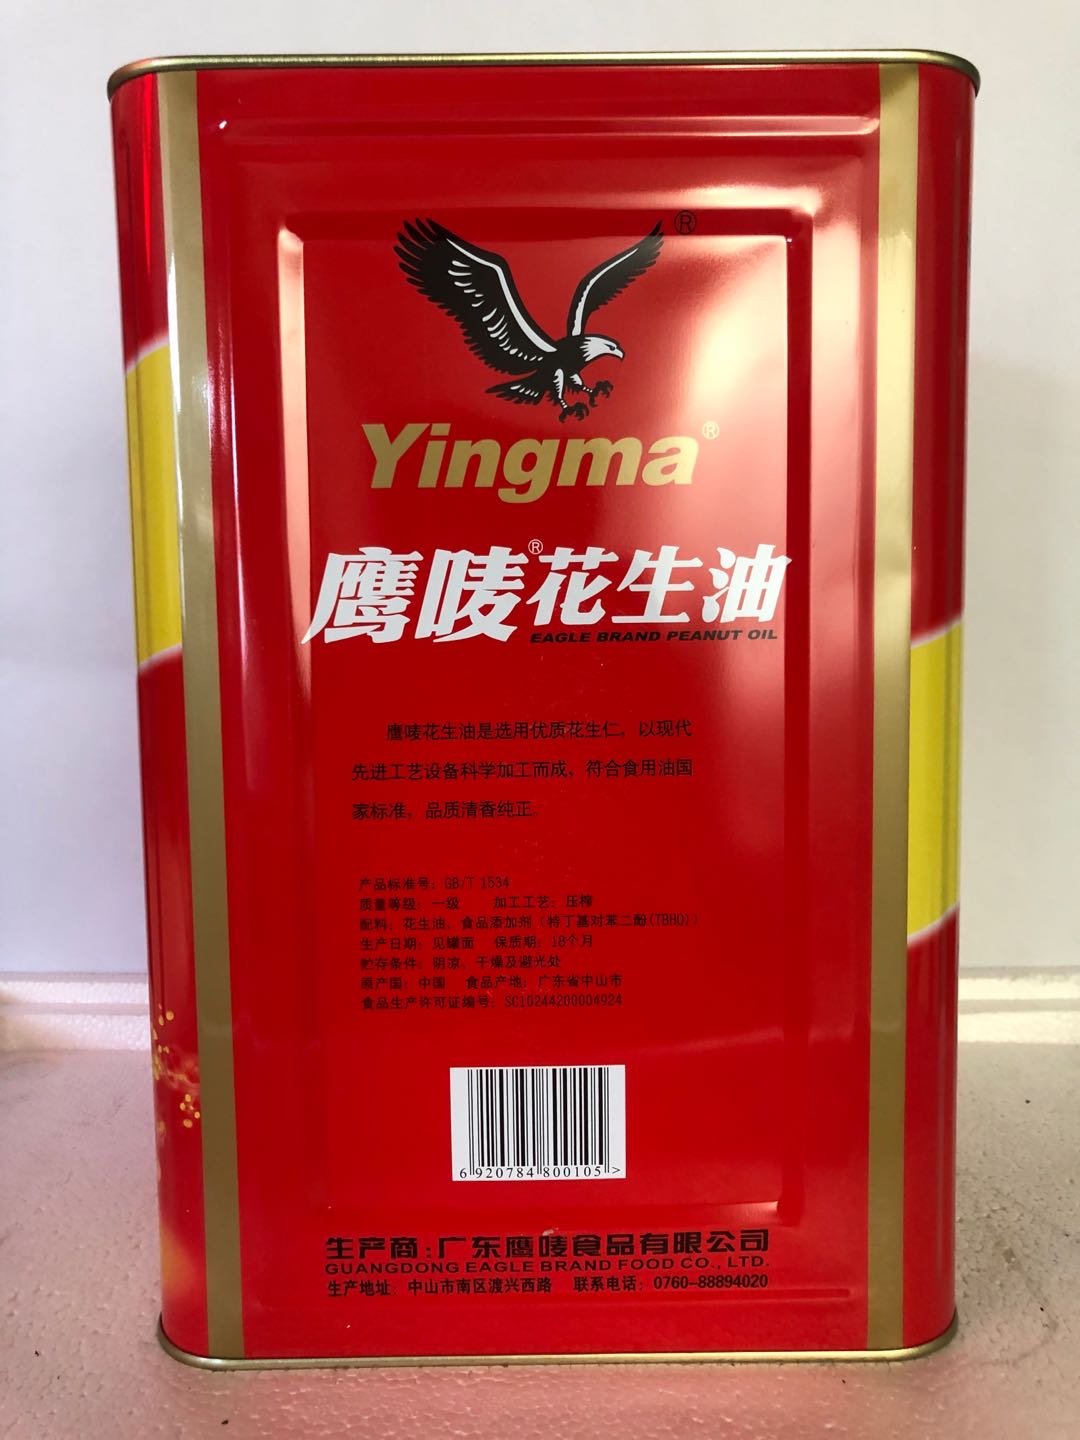 ®
Yingma®
鹰唛®花生油
EAGLE BRAND PEANUT OIL
鹰唛花生油是选用优质花生仁，以现代
先进工艺设备科学加工而成，符合食用油国
家标准，品质清香纯正。
产品标准号：GB/T 1534
质量等级：一级 加工工艺：压榨
配料：花生油、食品添加剂（特丁基对苯二酚(TBHQ)）
生产日期：见罐面 保质期：18个月
贮存条件：阴凉、干燥及避光处
原产国：中国 食品产地：广东省中山市
食品生产许可证编号：SC10244200004924
6 920784 800105 >
生产商：广东鹰唛食品有限公司
GUANGDONG EAGLE BRAND FOOD CO., LTD.
生产地址：中山市南区渡兴西路 联系电话：0760-88894020